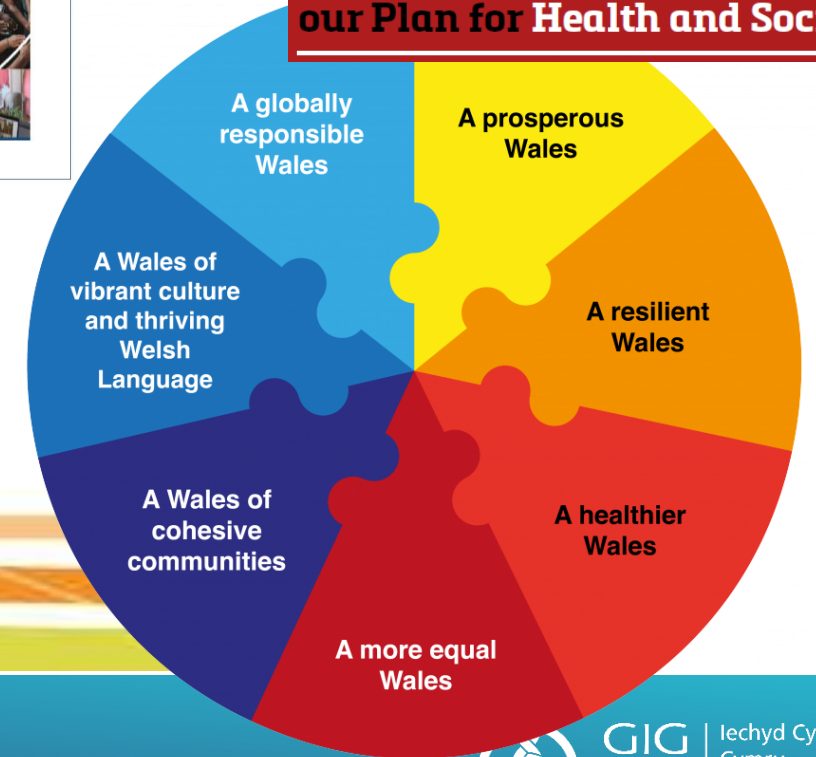 our Plan for Health and Soc
A globally
responsible
Wales
A prosperous
Wales
A resilient
Wales
A healthier
Wales
A more equal
Wales
A Wales of
cohesive
communities
A Wales of
vibrant culture
and thriving
Welsh
Language
GIG
Iechyd Cy